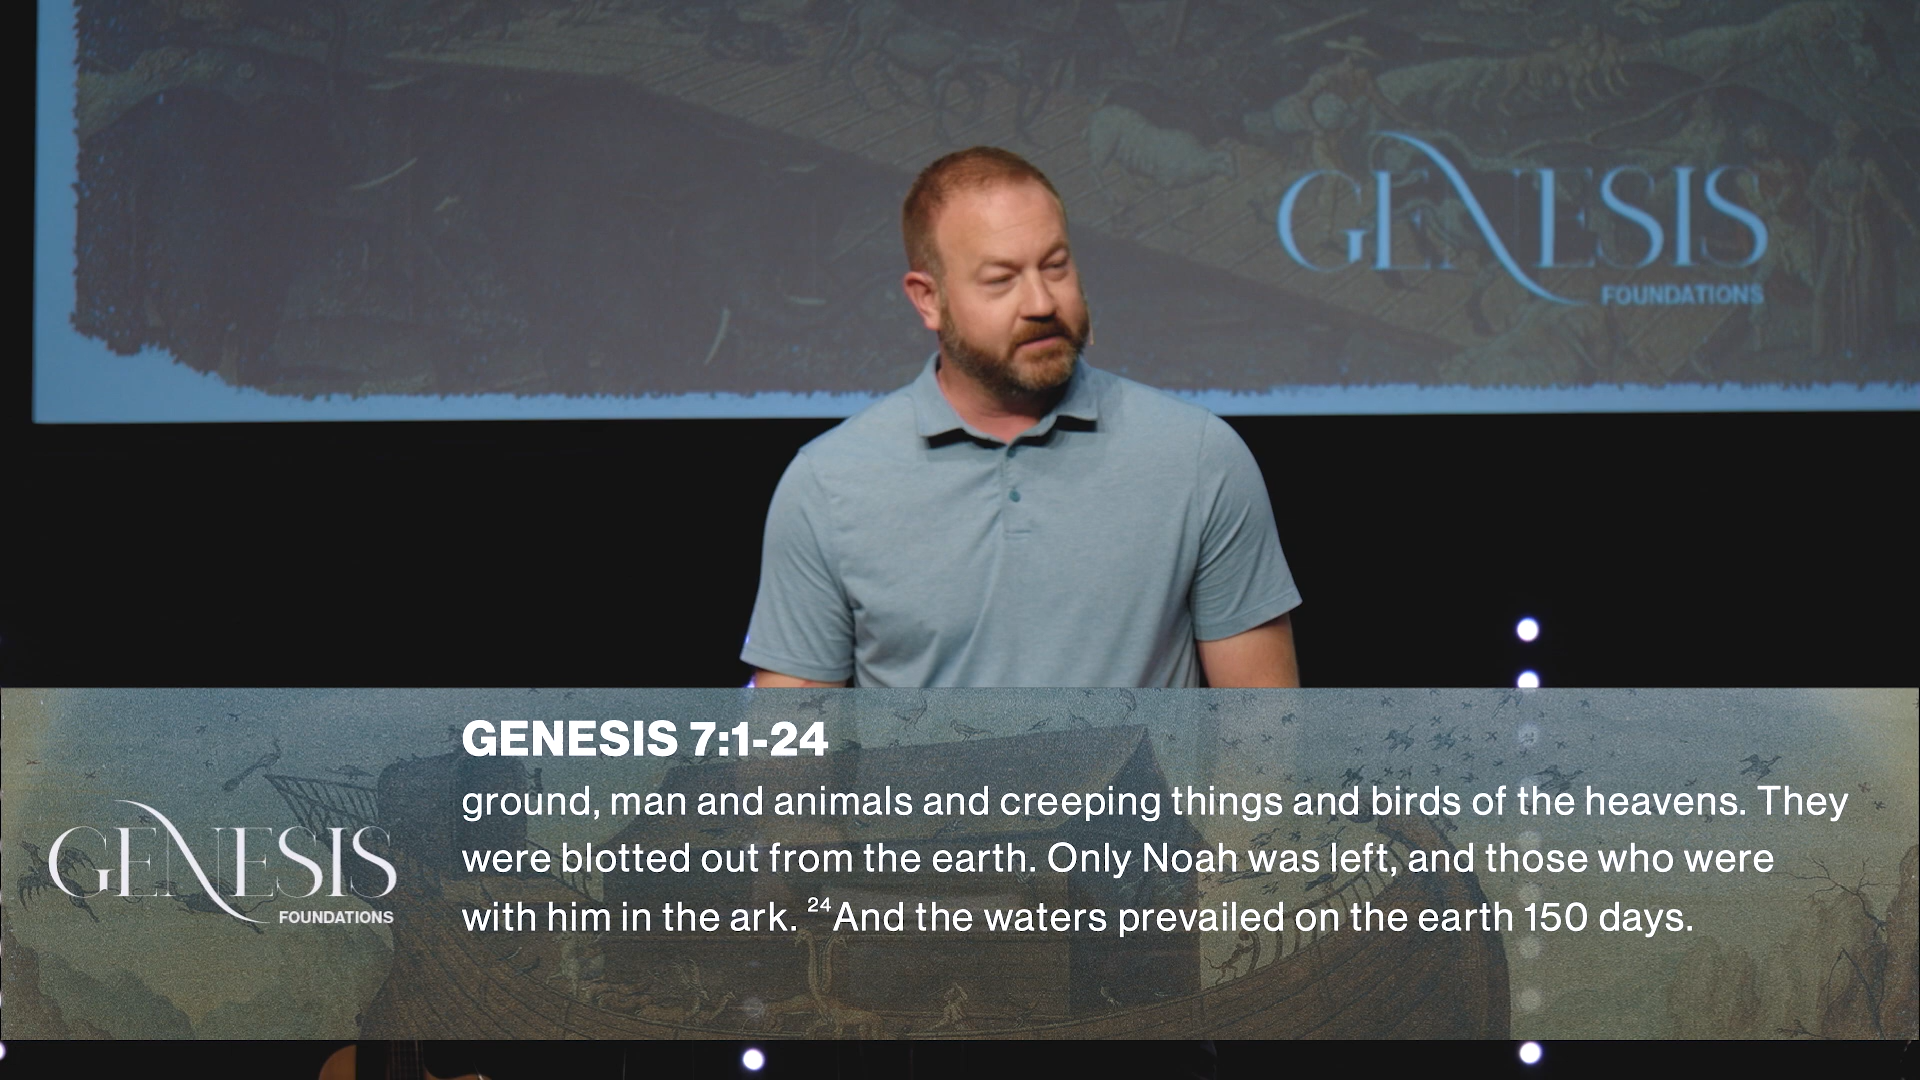 GENESIS
FOUNDATIONS
GENESIS 7:1-24
ground, man and animals and creeping things and birds of the heavens. They
were blotted out from the earth. Only Noah was left, and those who were
with him in the ark. ²⁴And the waters prevailed on the earth 150 days.
GENESIS
FOUNDATIONS